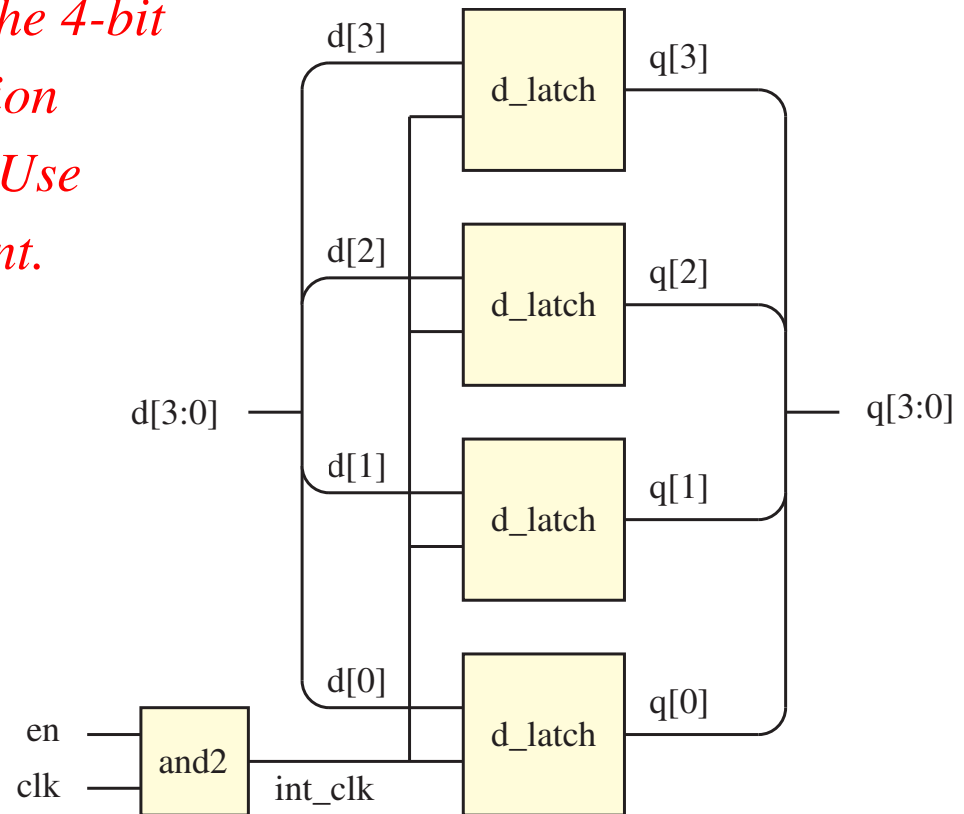 he 4-bit
ion
Use
nt.
d[3]
d_latch
q[3]
d[2]
d_latch
q[2]
d[3:0]
q[3:0]
d[1]
d_latch
q[1]
d[0]
d_latch
q[0]
en
and2
clk
int_clk